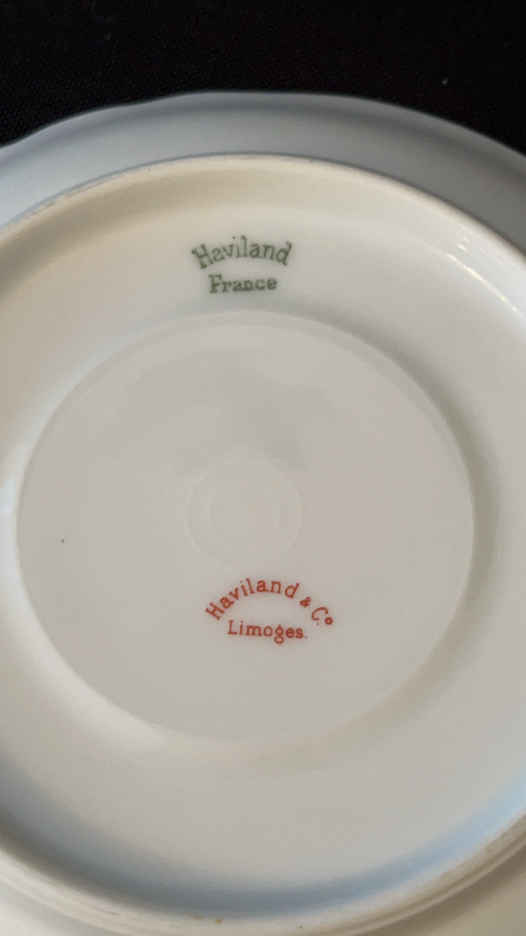 Haviland
France
Haviland & Co
Limoges.